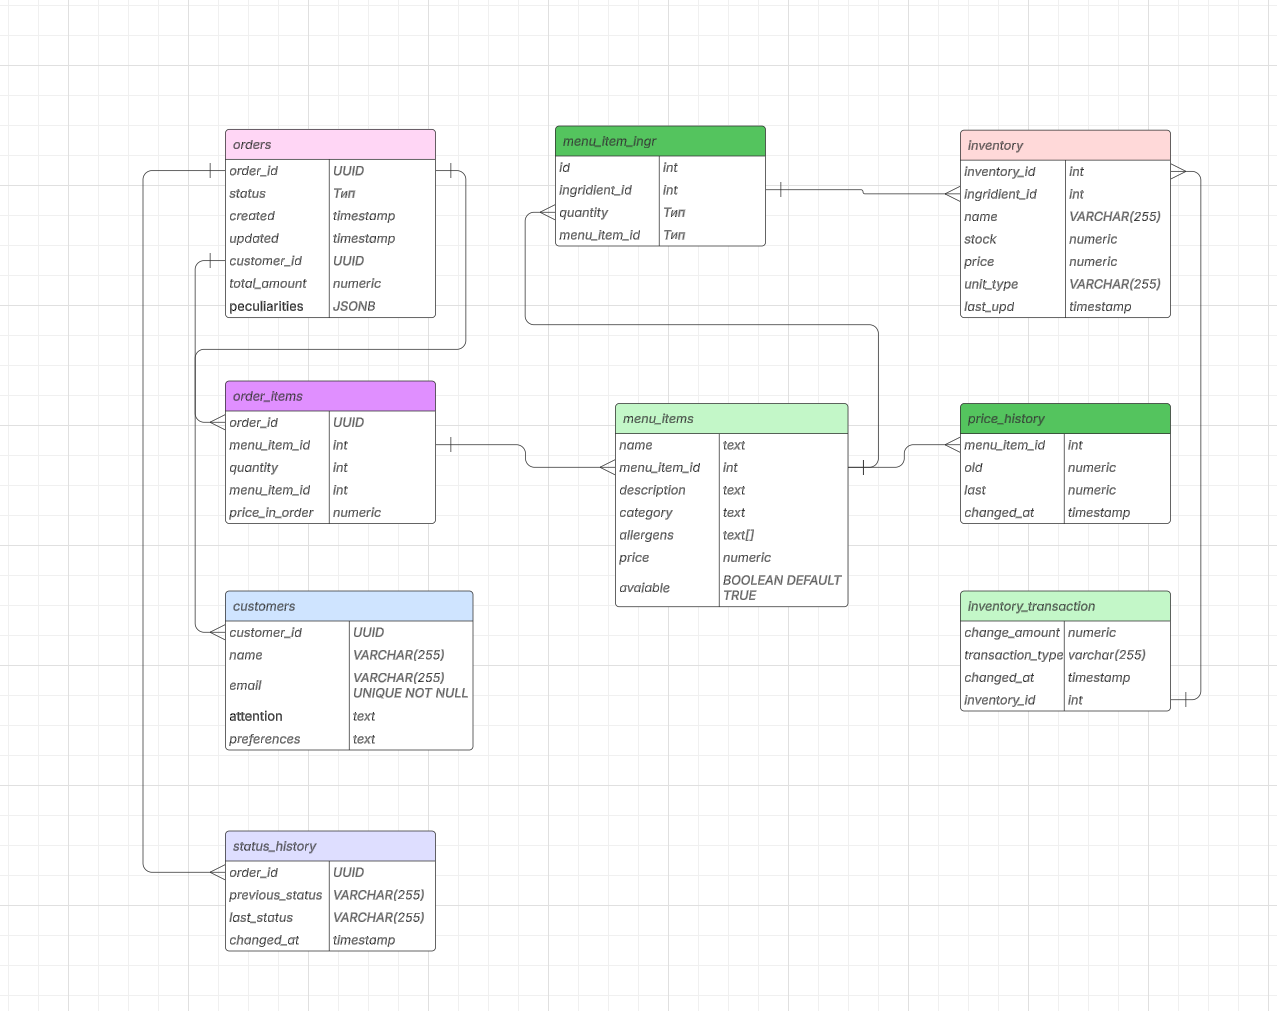 orders
order_id UUID
status Тип
created timestamp
updated timestamp
customer_id UUID
total_amount numeric
peculiarities JSONB
menu_item_ingr
id int
ingridient_id int
quantity Тип
menu_item_id Тип
inventory
inventory_id int
ingridient_id int
name VARCHAR(255)
stock numeric
price numeric
unit_type VARCHAR(255)
last_upd timestamp
order_items
order_id UUID
menu_item_id int
quantity int
menu_item_id int
price_in_order numeric
menu_items
name text
menu_item_id int
description text
category text
allergens text[]
price numeric
avajable BOOLEAN DEFAULT
TRUE
price_history
menu_item_id int
old numeric
last numeric
changed_at timestamp
customers
customer_id UUID
name VARCHAR(255)
email VARCHAR(255)
UNIQUE NOT NULL
attention text
preferences text
inventory_transaction
change_amount numeric
transaction_type varchar(255)
changed_at timestamp
inventory_id int
status_history
order_id UUID
previous_status VARCHAR(255)
last_status VARCHAR(255)
changed_at timestamp